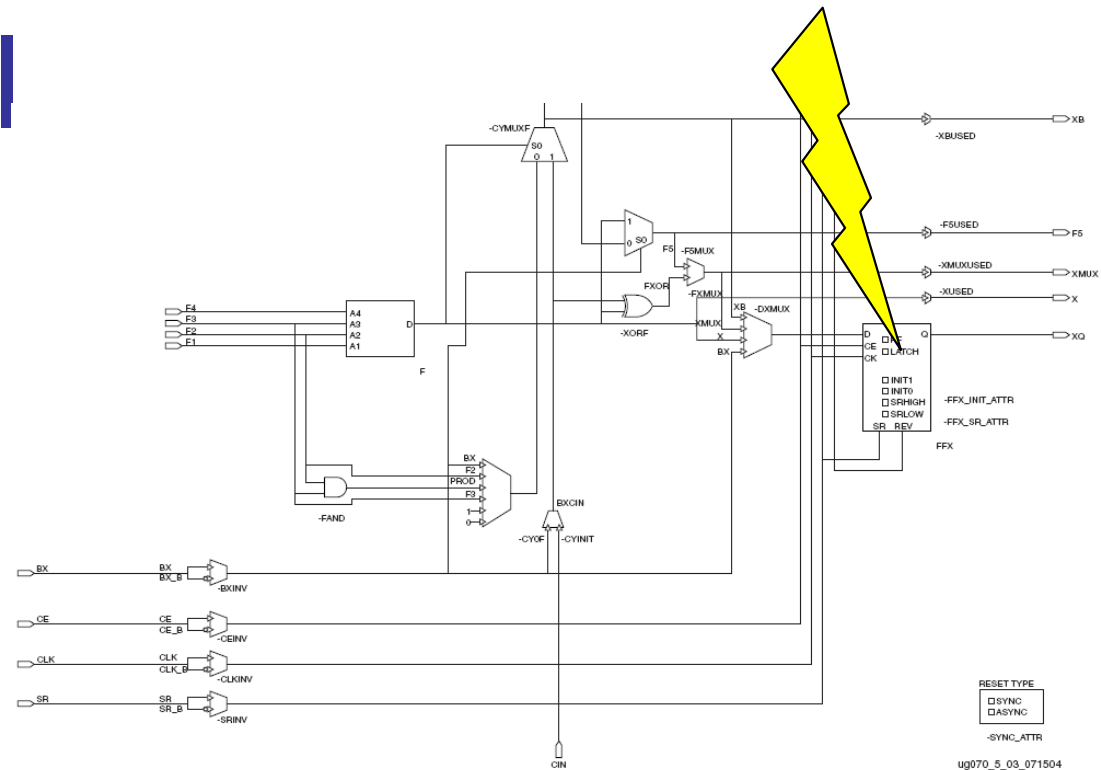 -CYMUXF
S0
0 1
XB
-XBUSED
1
0 S0
-F5USED
F5
F5
-F5MUX
-XMUXUSED
XMUX
FXOR
-FXMUX
-XUSED
X
F4
F3
F2
F1
A4
A3
A2
A1
D
F
-XORF
XB
-DXMUX
XMUX
X
BX
D
CE
CK
Q
LATCH
INIT1
INIT0
SRHIGH
SRLOW
SR REV
XQ
-FFX_INIT_ATTR
-FFX_SR_ATTR
FFX
BX
F2
PROD
F3
1
0
-FAND
BXCIN
-CY0F
-CYINIT
BX
BX
BX_B
-BXINV
CE
CE
CE_B
-CEINV
CLK
CLK
CLK_B
-CLKINV
SR
SR
SR_B
-SRINV
CIN
RESET TYPE
SYNC
ASYNC
-SYNC_ATTR
ug070_5_03_071504